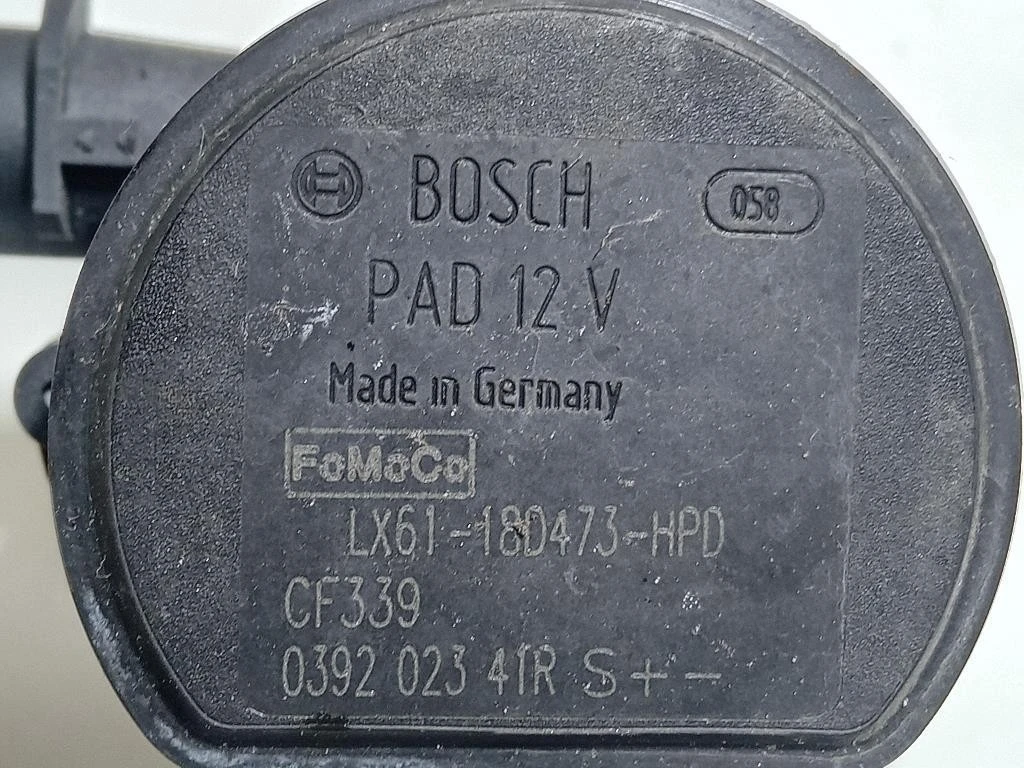 BOSCH 058
PAD 12 V
Made in Germany
FoMoCo
LX61-18D473-HPD
CF339
0392 023 41R S + -